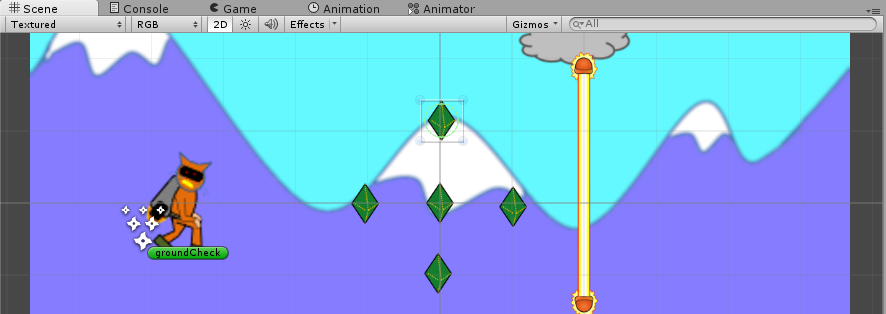 Scene Console Game Animation Animator
Textured RGB 2D Effects Gizmos All
groundCheck